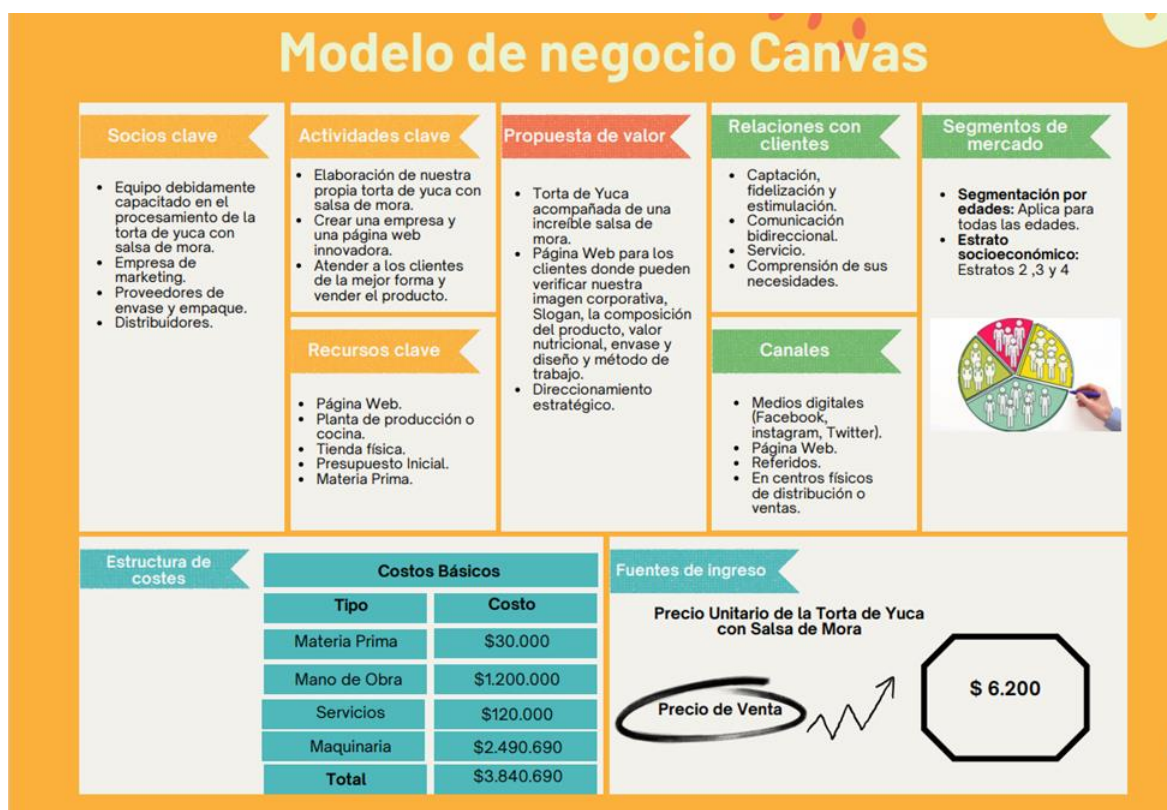 Modelo de negocio Canvas
Socios clave
• Equipo debidamente
capacitado en el
procesamiento de la
torta de yuca con
salsa de mora.
• Empresa de
marketing.
• Proveedores de
envase y empaque.
• Distribuidores.
Actividades clave
• Elaboración de nuestra
propia torta de yuca con
salsa de mora.
• Crear una empresa y
una página web
innovadora.
• Atender a los clientes
de la mejor forma y
vender el producto.
Recursos clave
• Página Web.
• Planta de producción o
cocina.
• Tienda física.
• Presupuesto Inicial.
• Materia Prima.
Propuesta de valor
• Torta de Yuca
acompañada de una
increíble salsa de
mora.
• Página Web para los
clientes donde pueden
verificar nuestra
imagen corporativa,
Slogan, la composición
del producto, valor
nutricional, envase y
diseño y método de
trabajo.
• Direccionamiento
estratégico.
Relaciones con
clientes
• Captación,
fidelización y
estimulación.
• Comunicación
bidireccional.
• Servicio.
• Comprensión de sus
necesidades.
Canales
• Medios digitales
(Facebook,
instagram, Twitter).
• Página Web.
• Referidos.
• En centros físicos
de distribución o
ventas.
Segmentos de
mercado
• Segmentación por
edades: Aplica para
todas las edades.
• Estrato
socioeconómico:
Estratos 2 ,3 y 4
Estructura de
costes
Costos Básicos
Tipo Costo
Materia Prima $30.000
Mano de Obra $1.200.000
Servicios $120.000
Maquinaria $2.490.690
Total $3.840.690
Fuentes de ingreso
Precio Unitario de la Torta de Yuca
con Salsa de Mora
Precio de Venta
$ 6.200